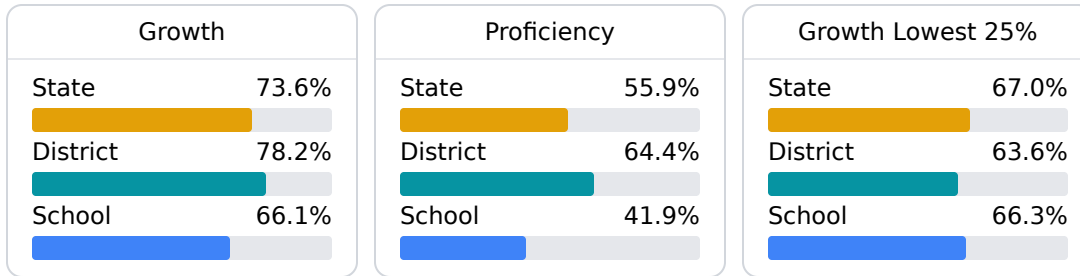 Growth
State 73.6%
District 78.2%
School 66.1%
Proficiency
State 55.9%
District 64.4%
School 41.9%
Growth Lowest 25%
State 67.0%
District 63.6%
School 66.3%